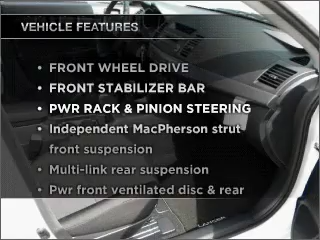 VEHICLE FEATURES
• FRONT WHEEL DRIVE
• FRONT STABILIZER BAR
• PWR RACK & PINION STEERING
• Independent MacPherson strut
front suspension
• Multi-link rear suspension
• Pwr front ventilated disc & rear
LANCER